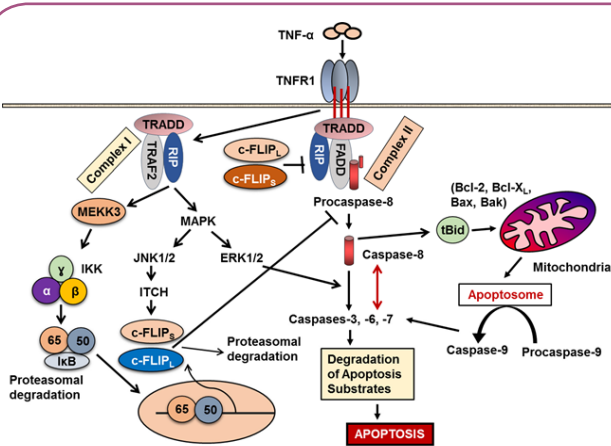 TNF-α
TNFR1
TRADD
TRAF2
RIP
Complex I
c-FLIPL
c-FLIPS
TRADD
RIP
FADD
Complex II
Procaspase-8
MEKK3
MAPK
(Bcl-2, Bcl-XL,
Bax, Bak)
tBid
Mitochondria
γ
α
β
IKK
JNK1/2
ERK1/2
Caspase-8
ITCH
Apoptosome
65
50
IκB
c-FLIPS
c-FLIPL
Caspases-3, -6, -7
Caspase-9
Procaspase-9
Proteasomal
degradation
Proteasomal
degradation
Degradation
of Apoptosis
Substrates
65
50
APOPTOSIS